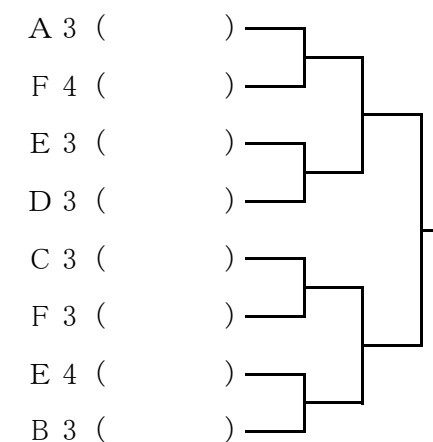 A 3 (          )
F 4 (          )
E 3 (          )
D 3 (          )
C 3 (          )
F 3 (          )
E 4 (          )
B 3 (          )